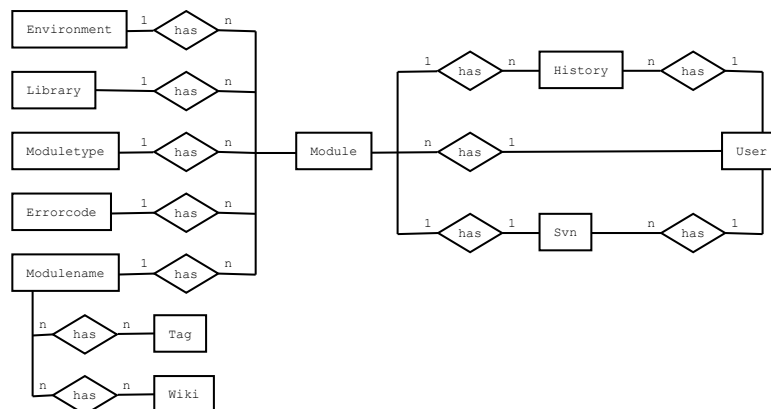 Environment 1 has n
Library 1 has n
Moduletype 1 has n
Errorcode 1 has n
Modulename 1 has n
n has n Tag
n has n Wiki
Module
1 has n History n has 1
n has 1 User
1 has 1 Svn n has 1